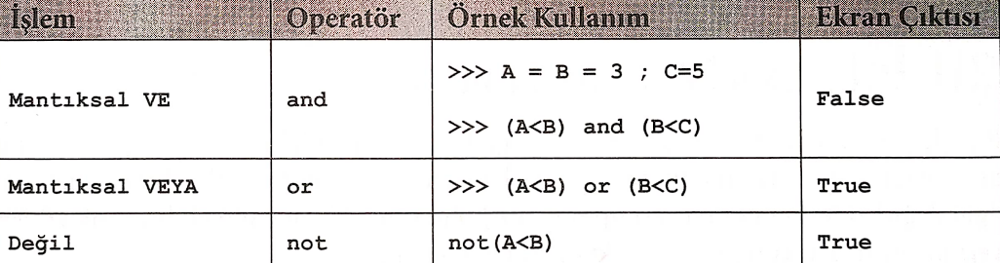 İşlem Operatör Örnek Kullanım Ekran Çıktısı
>>> A = B = 3 ; C=5
Mantıksal VE and False
>>> (A<B) and (B<C)
Mantıksal VEYA or >>> (A<B) or (B<C) True
Değil not not(A<B) True